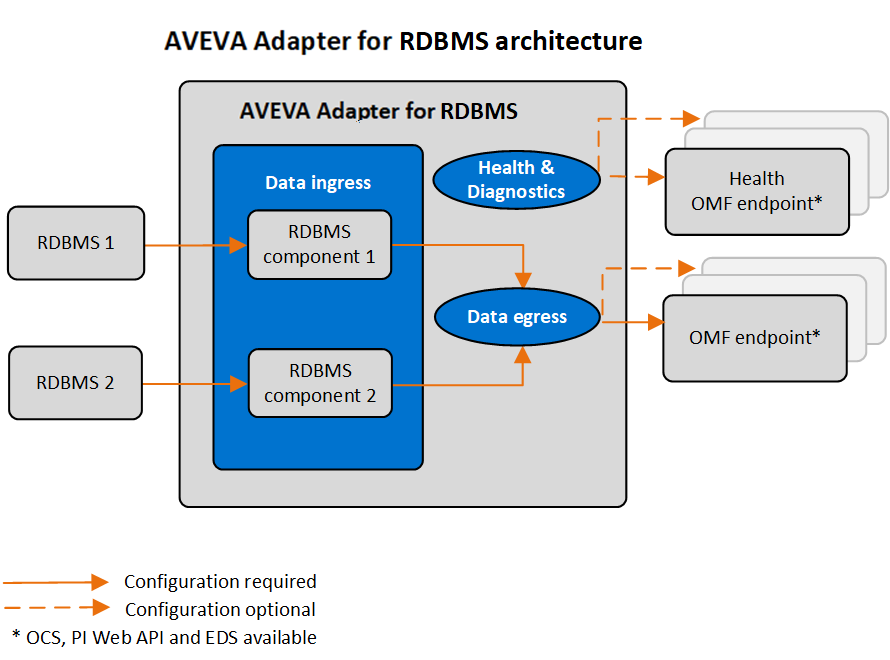 AVEVA Adapter for RDBMS architecture
AVEVA Adapter for RDBMS
Data ingress
Health &
Diagnostics
Health
OMF endpoint*
RDBMS 1
RDBMS
component 1
Data egress
OMF endpoint*
RDBMS 2
RDBMS
component 2
Configuration required
Configuration optional
* OCS, PI Web API and EDS available